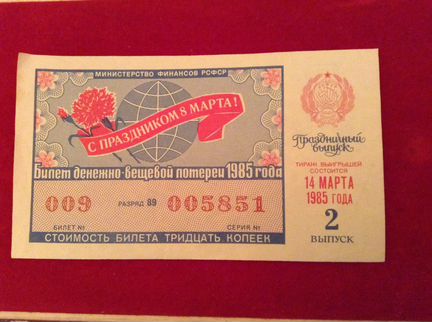 МИНИСТЕРСТВО ФИНАНСОВ РСФСР
С ПРАЗДНИКОМ 8 МАРТА!
Билет денежно-вещевой лотереи 1985 года
009 РАЗРЯД 89 005851
БИЛЕТ № СЕРИЯ №
СТОИМОСТЬ БИЛЕТА ТРИДЦАТЬ КОПЕЕК
Праздничный
выпуск
ТИРАЖ ВЫИГРЫШЕЙ
СОСТОИТСЯ
14 МАРТА
1985 ГОДА
2
ВЫПУСК